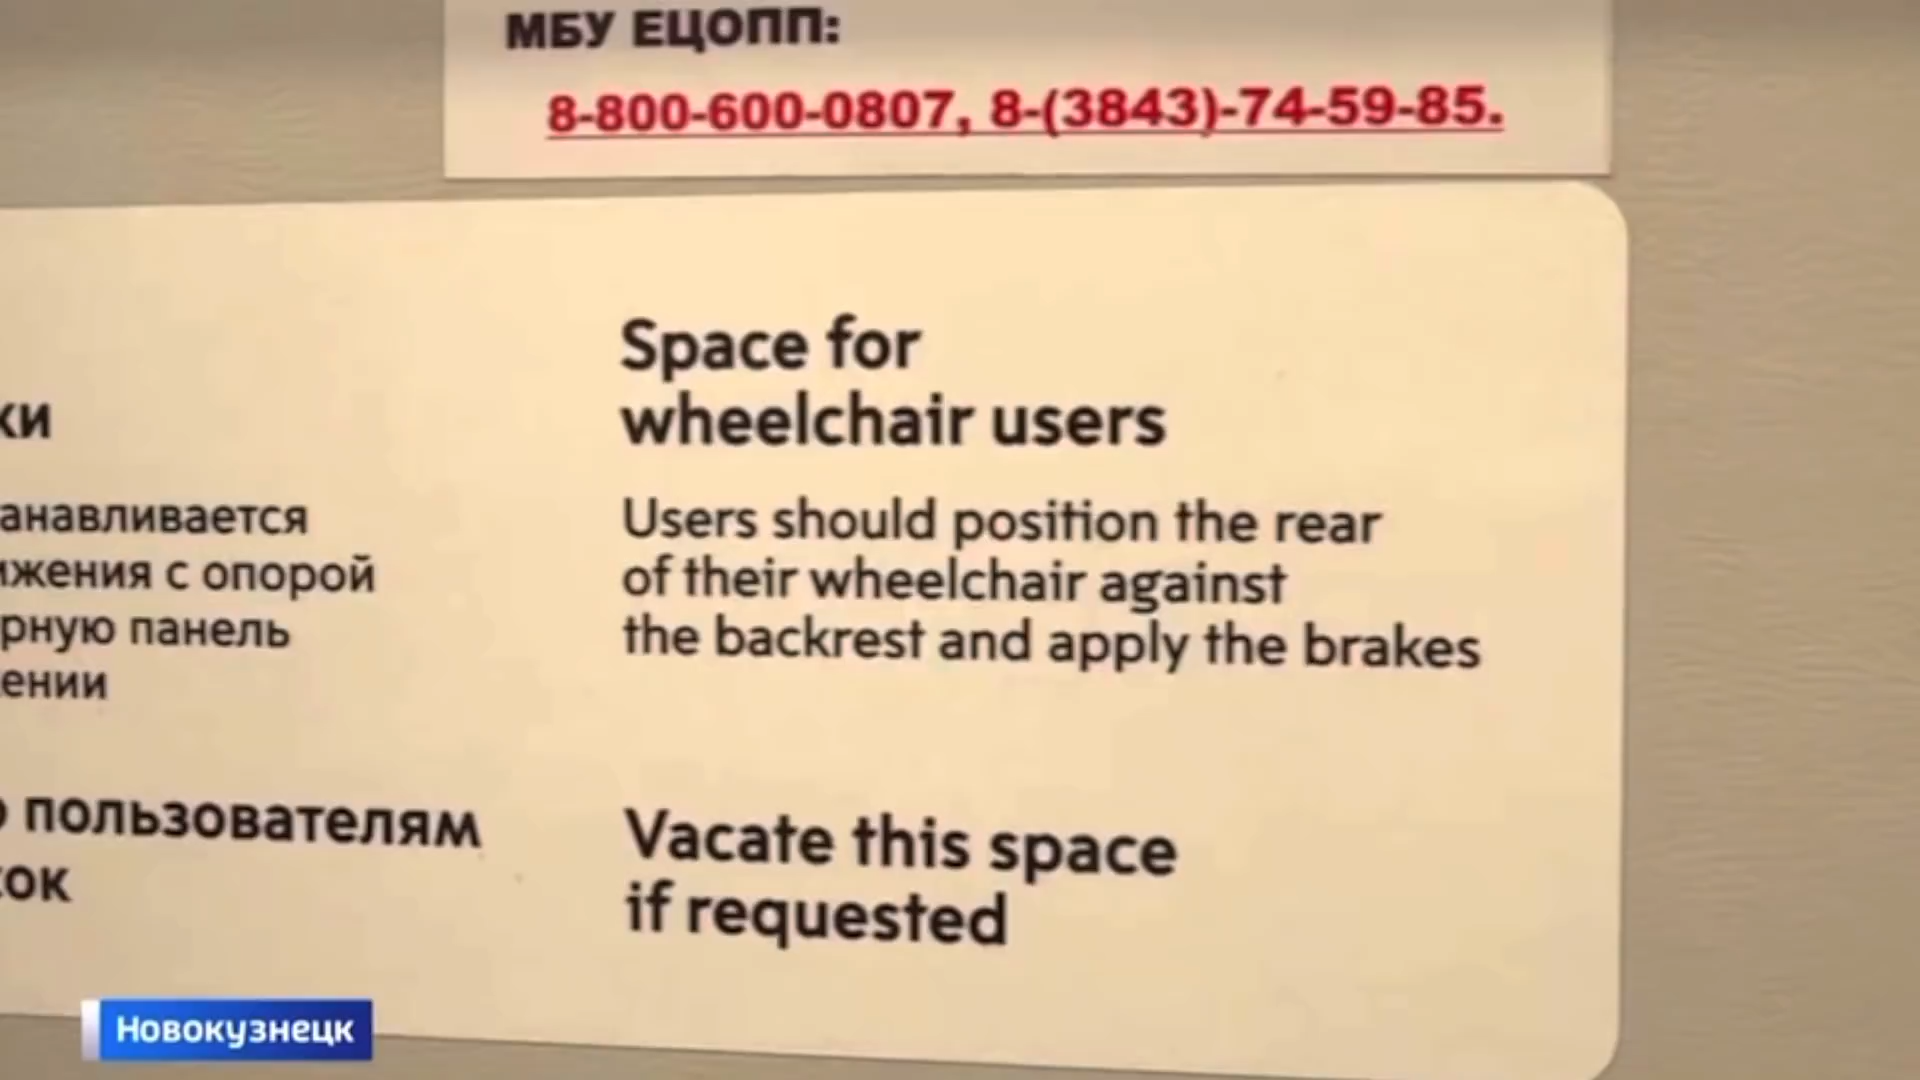 МБУ ЕЦОПП:
8-800-600-0807, 8-(3843)-74-59-85.
ки
анавливается
ижения с опорой
рную панель
ении
о пользователям
сок
Space for
wheelchair users
Users should position the rear
of their wheelchair against
the backrest and apply the brakes
Vacate this space
if requested
Новокузнецк